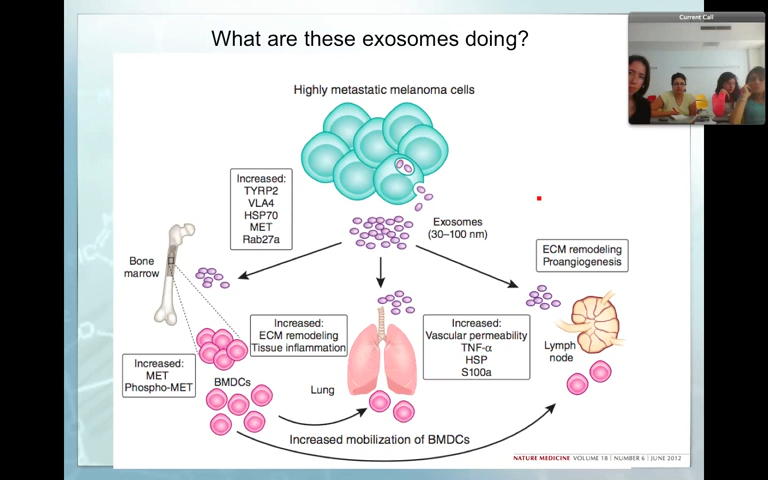 What are these exosomes doing?
Current Call
Highly metastatic melanoma cells
Increased:
TYRP2
VLA4
HSP70
MET
Rab27a
Exosomes
(30–100 nm)
ECM remodeling
Proangiogenesis
Bone
marrow
Increased:
ECM remodeling
Tissue inflammation
Increased:
Vascular permeability
TNF-α
HSP
S100a
Lymph
node
Increased:
MET
Phospho-MET
BMDCs
Lung
Increased mobilization of BMDCs
NATURE MEDICINE VOLUME 18 | NUMBER 6 | JUNE 2012